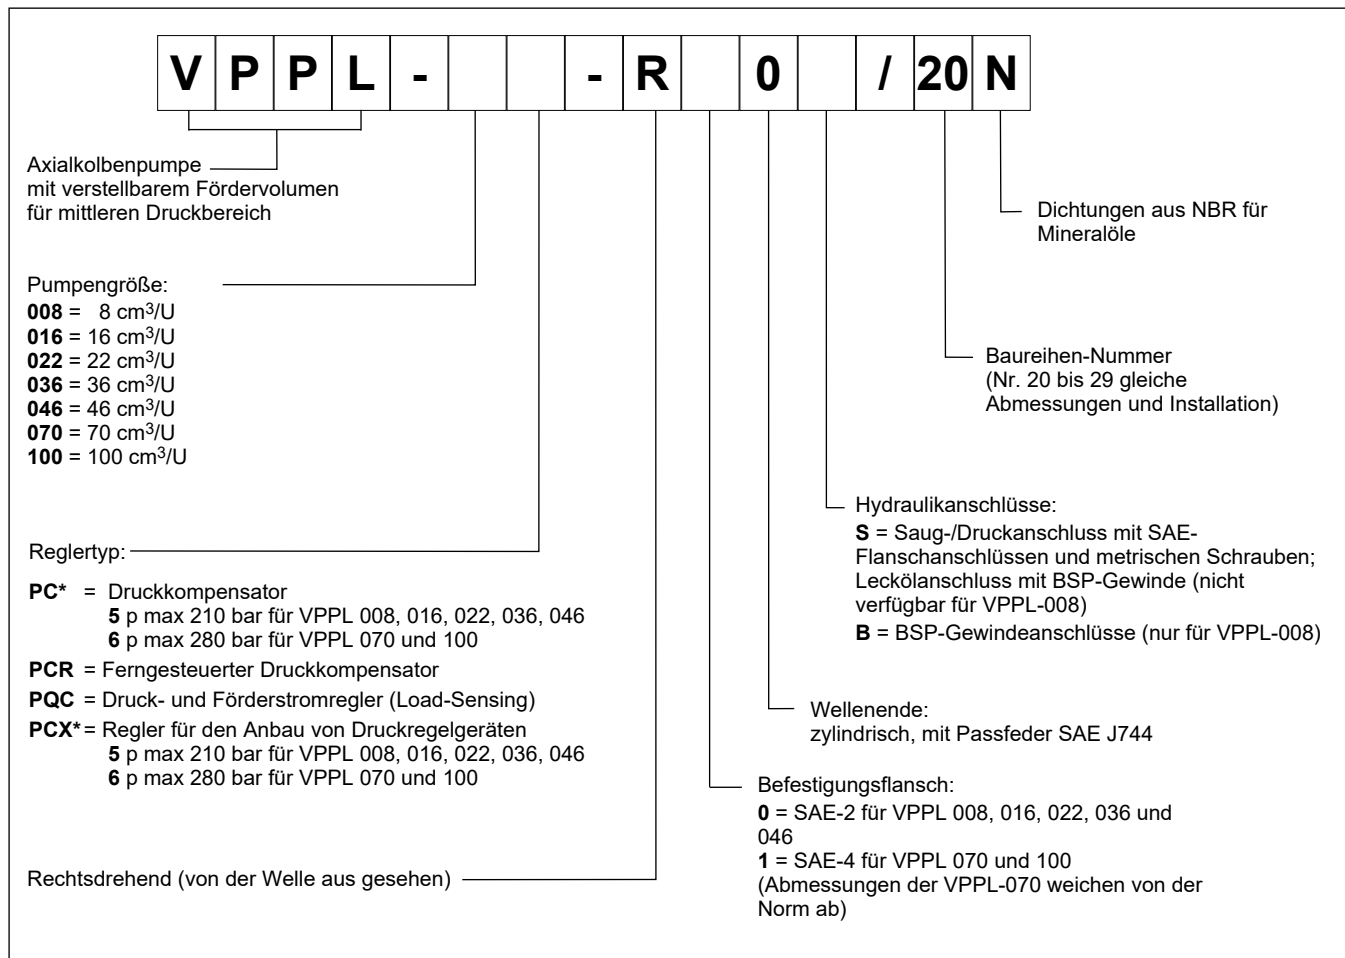 V P P L - - R 0 / 20 N
Axialkolbenpumpe
mit verstellbarem Fördervolumen
für mittleren Druckbereich
Dichtungen aus NBR für
Mineralöle
Pumpengröße:
008 = 8 cm³/U
016 = 16 cm³/U
022 = 22 cm³/U
036 = 36 cm³/U
046 = 46 cm³/U
070 = 70 cm³/U
100 = 100 cm³/U
Baureihen-Nummer
(Nr. 20 bis 29 gleiche
Abmessungen und Installation)
Hydraulikanschlüsse:
S = Saug-/Druckanschluss mit SAE-
Flanschanschlüssen und metrischen Schrauben;
Leckölanschluss mit BSP-Gewinde (nicht
verfügbar für VPPL-008)
B = BSP-Gewindeanschlüsse (nur für VPPL-008)
Reglertyp:
PC* = Druckkompensator
5 p max 210 bar für VPPL 008, 016, 022, 036, 046
6 p max 280 bar für VPPL 070 und 100
PCR = Ferngesteuerter Druckkompensator
PQC = Druck- und Förderstromregler (Load-Sensing)
PCX* = Regler für den Anbau von Druckregelgeräten
5 p max 210 bar für VPPL 008, 016, 022, 036, 046
6 p max 280 bar für VPPL 070 und 100
Wellenende:
zylindrisch, mit Passfeder SAE J744
Befestigungsflansch:
0 = SAE-2 für VPPL 008, 016, 022, 036 und
046
1 = SAE-4 für VPPL 070 und 100
(Abmessungen der VPPL-070 weichen von der
Norm ab)
Rechtsdrehend (von der Welle aus gesehen)